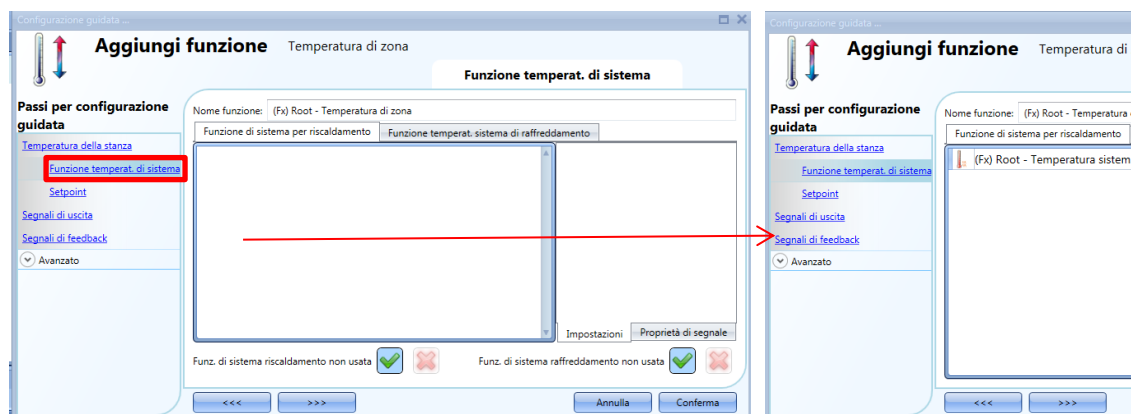 Configurazione guidata ...
Aggiungi funzione Temperatura di zona
Funzione temperat. di sistema
Passi per configurazione
guidata
Temperatura della stanza
Funzione temperat. di sistema
Setpoint
Segnali di uscita
Segnali di feedback
Avanzato
Nome funzione: (Fx) Root - Temperatura di zona
Funzione di sistema per riscaldamento Funzione temperat. sistema di raffreddamento
Impostazioni Proprietà di segnale
Funz. di sistema riscaldamento non usata Funz. di sistema raffreddamento non usata
<<< >>> Annulla Conferma
Configurazione guidata ...
Aggiungi funzione Temperatura di
Passi per configurazione
guidata
Temperatura della stanza
Funzione temperat. di sistema
Setpoint
Segnali di uscita
Segnali di feedback
Avanzato
Nome funzione: (Fx) Root - Temperatura
Funzione di sistema per riscaldamento
(Fx) Root - Temperatura sistem
<<< >>>